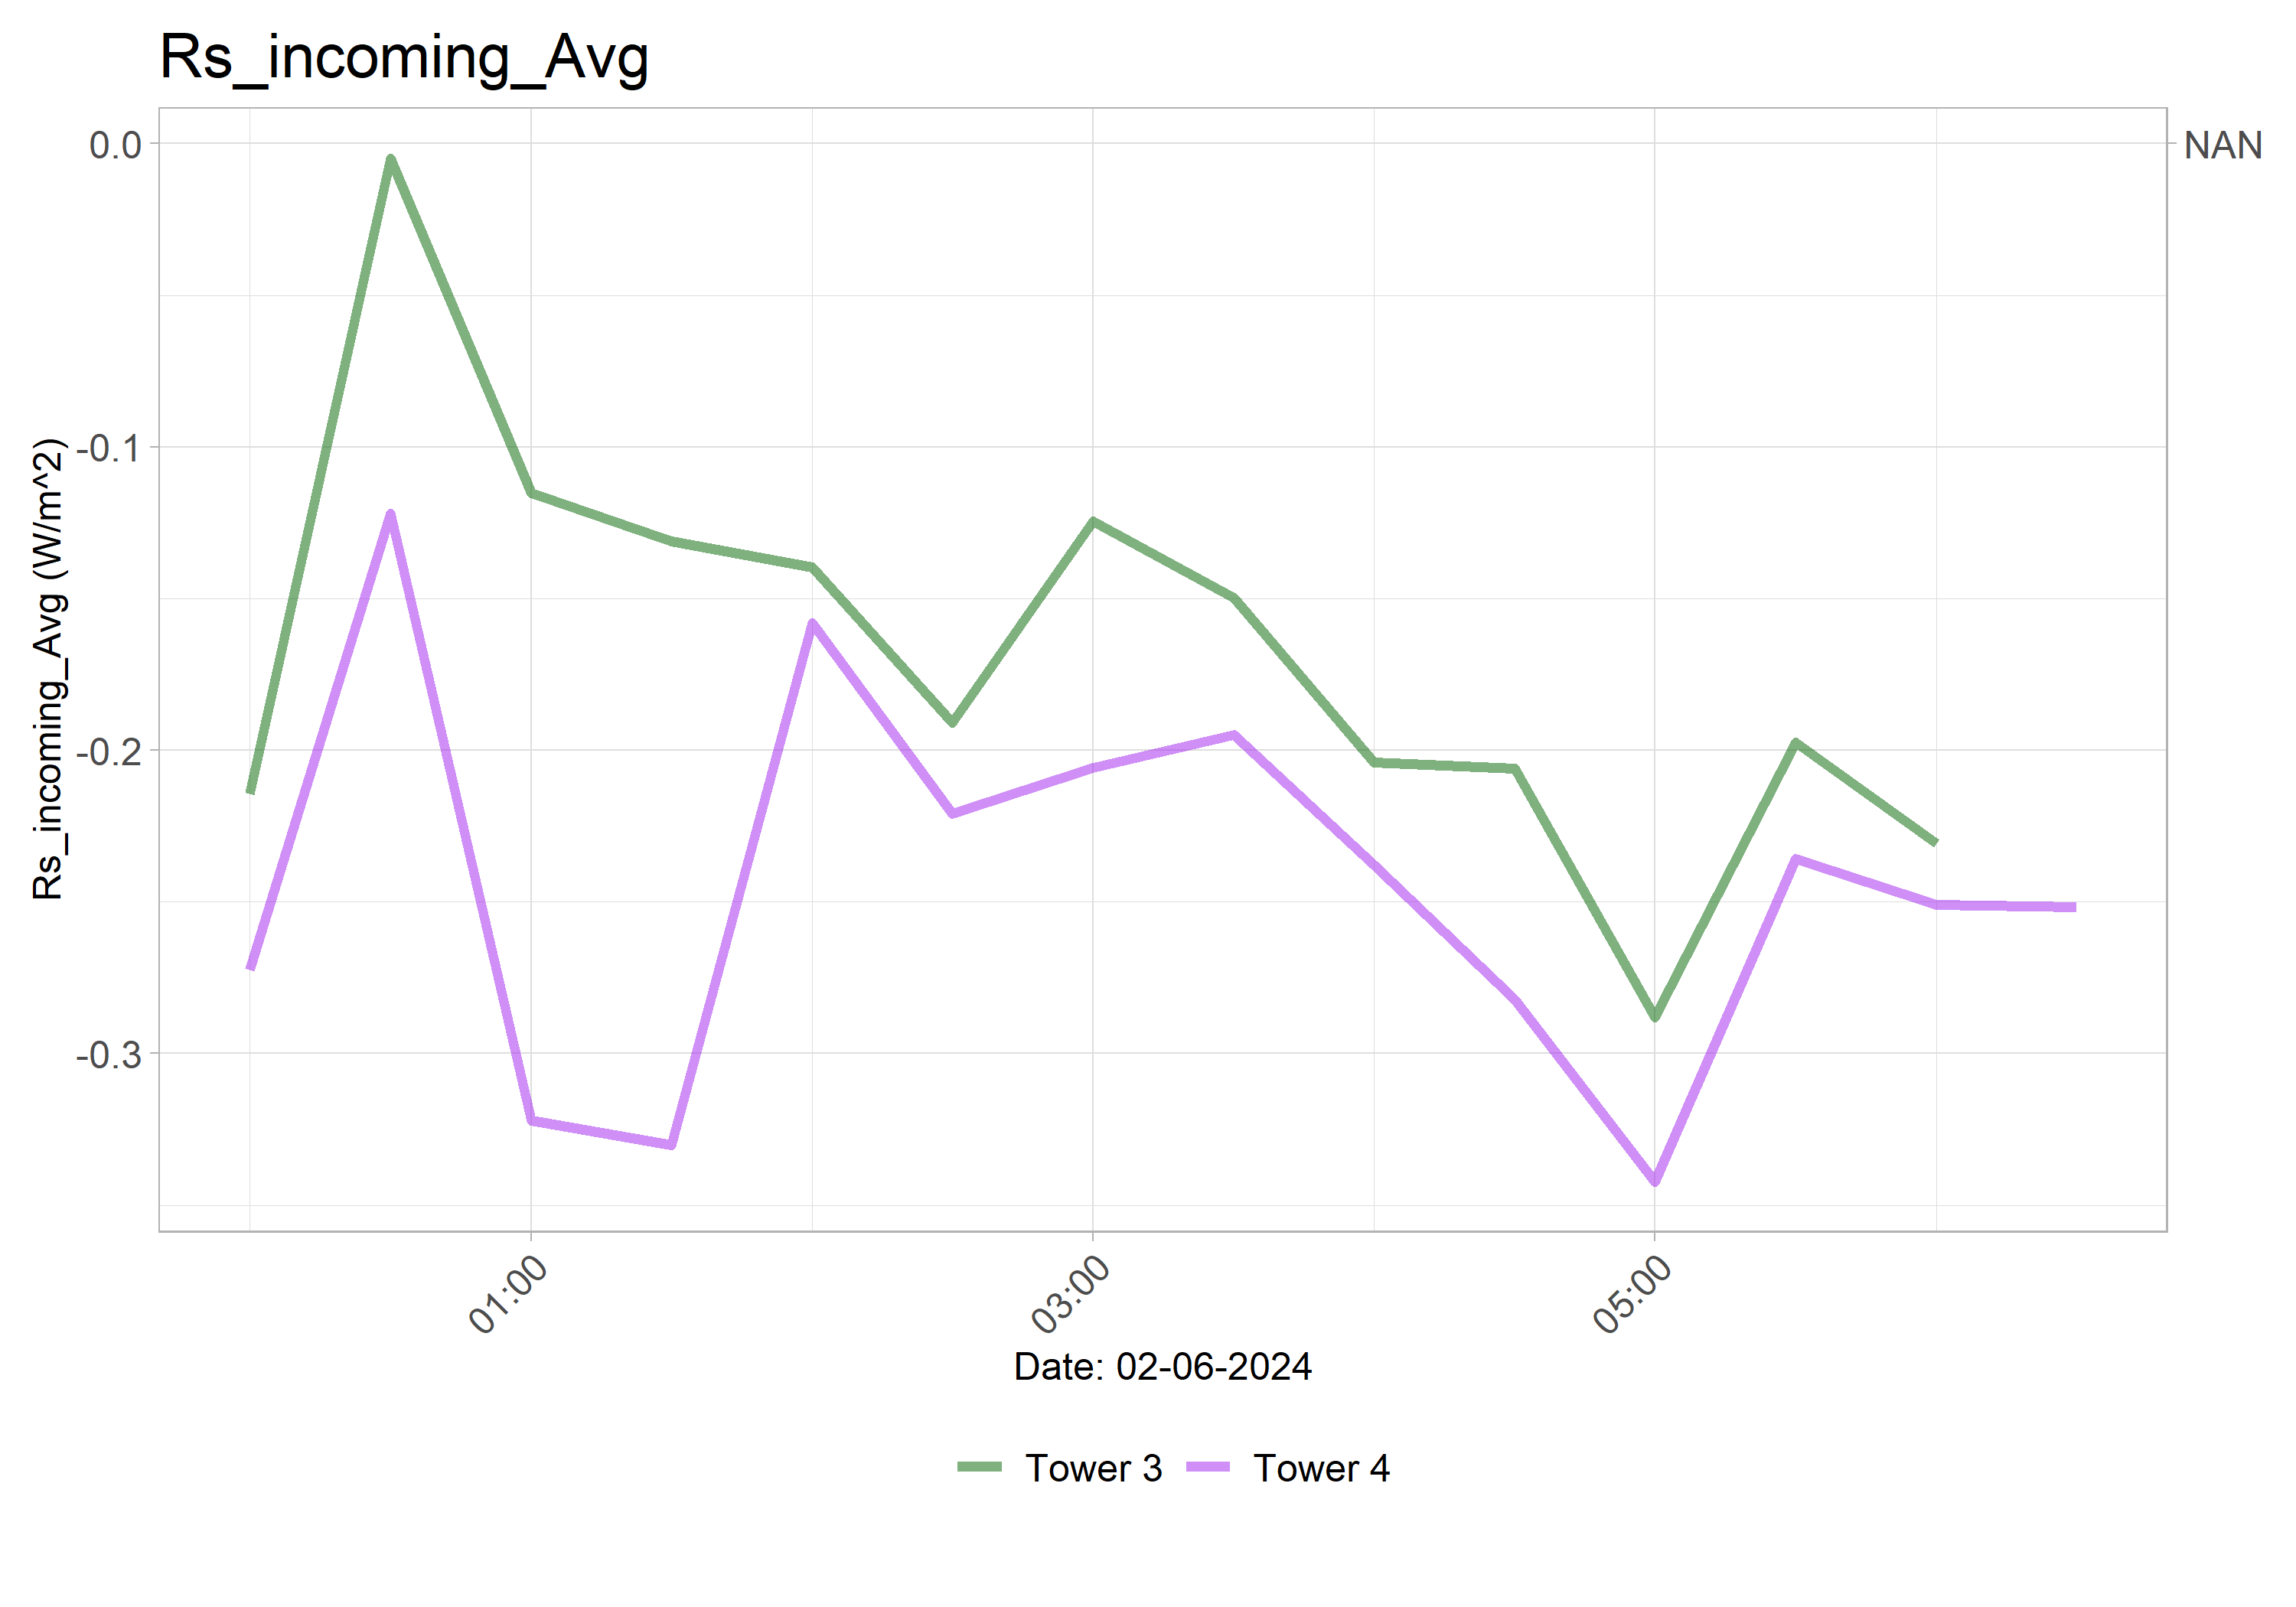 Rs_incoming_Avg
0.0
NAN
-0.1
-0.2
-0.3
Rs_incoming_Avg (W/m^2)
01:00
03:00
05:00
Date: 02-06-2024
Tower 3
Tower 4